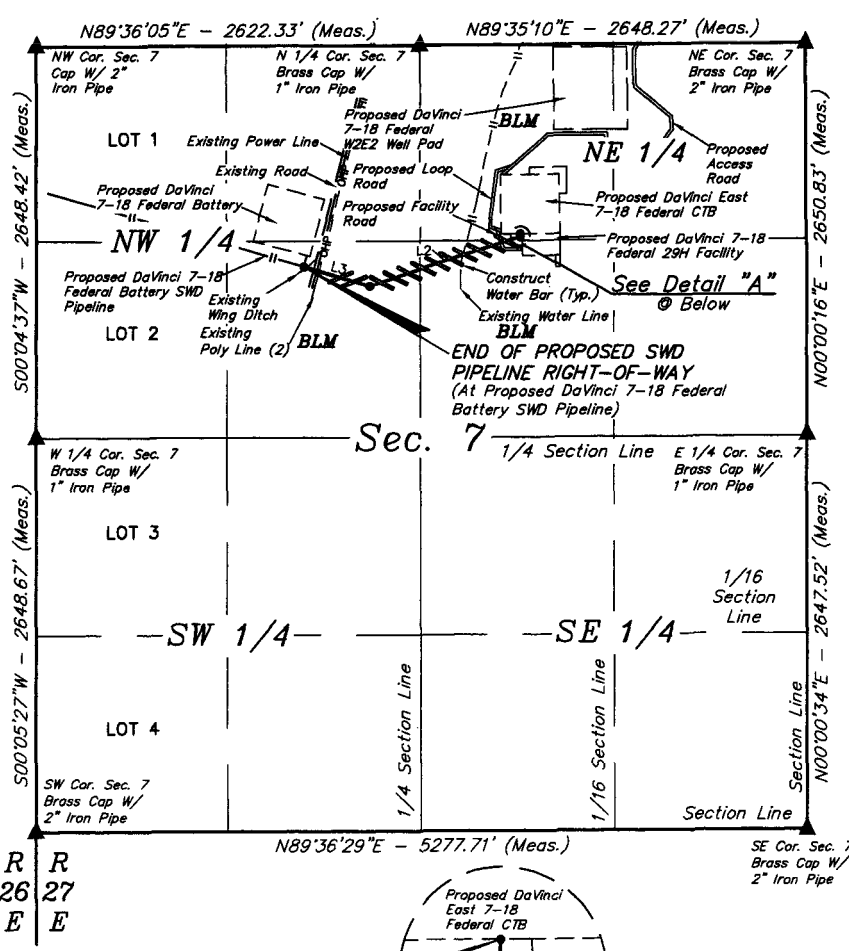 N89°36'05"E - 2622.33' (Meas.)
N89°35'10"E - 2648.27' (Meas.)
NW Cor. Sec. 7
Cap W/ 2"
Iron Pipe
N 1/4 Cor. Sec. 7
Brass Cap W/
1" Iron Pipe
NE Cor. Sec. 7
Brass Cap W/
2" Iron Pipe
S00°04'37"W - 2648.42' (Meas.)
N00°00'16"E - 2650.83' (Meas.)
LOT 1
Existing Power Line
Existing Road
Proposed DaVinci
7-18 Federal
W2E2 Well Pad
BLM
NE 1/4
Proposed
Access
Road
Proposed Loop
Road
Proposed Facility
Road
Proposed DaVinci
7-18 Federal Battery
OHP
OHP
Proposed DaVinci East
7-18 Federal CTB
NW 1/4
L2
L3
Proposed DaVinci 7-18
Federal 29H Facility
Proposed DaVinci 7-18
Federal Battery SWD
Pipeline
Existing
Wing Ditch
Existing
Poly Line (2)
BLM
Construct
Water Bar (Typ.)
See Detail "A"
@ Below
Existing Water Line
BLM
LOT 2
END OF PROPOSED SWD
PIPELINE RIGHT-OF-WAY
(At Proposed DaVinci 7-18 Federal
Battery SWD Pipeline)
Sec. 7
1/4 Section Line
W 1/4 Cor. Sec. 7
Brass Cap W/
1" Iron Pipe
E 1/4 Cor. Sec. 7
Brass Cap W/
1" Iron Pipe
S00°05'27"W - 2648.67' (Meas.)
N00°00'34"E - 2647.52' (Meas.)
LOT 3
1/16
Section
Line
SW 1/4
SE 1/4
LOT 4
1/4 Section Line
1/16 Section Line
Section Line
Section Line
SW Cor. Sec. 7
Brass Cap W/
2" Iron Pipe
N89°36'29"E - 5277.71' (Meas.)
SE Cor. Sec. 7
Brass Cap W/
2" Iron Pipe
R R
26 27
E E
Proposed DaVinci
East 7-18
Federal CTB